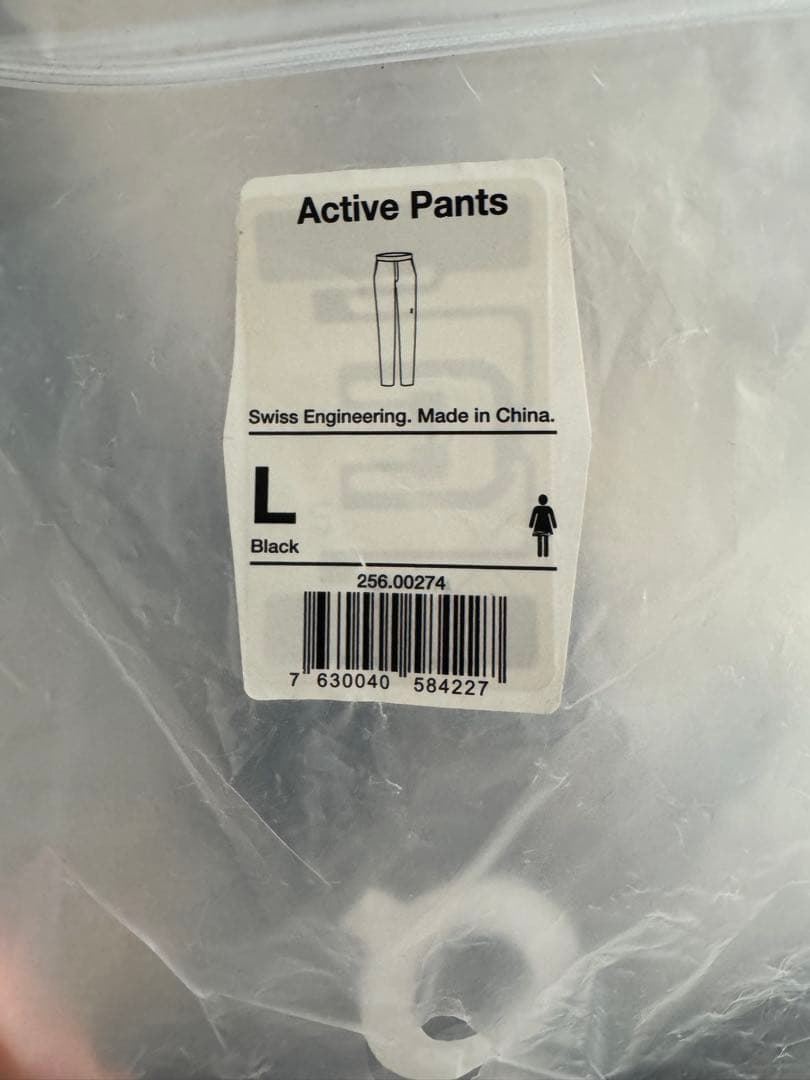 Active Pants
Swiss Engineering. Made in China.
L
Black
256.00274
7 630040 584227